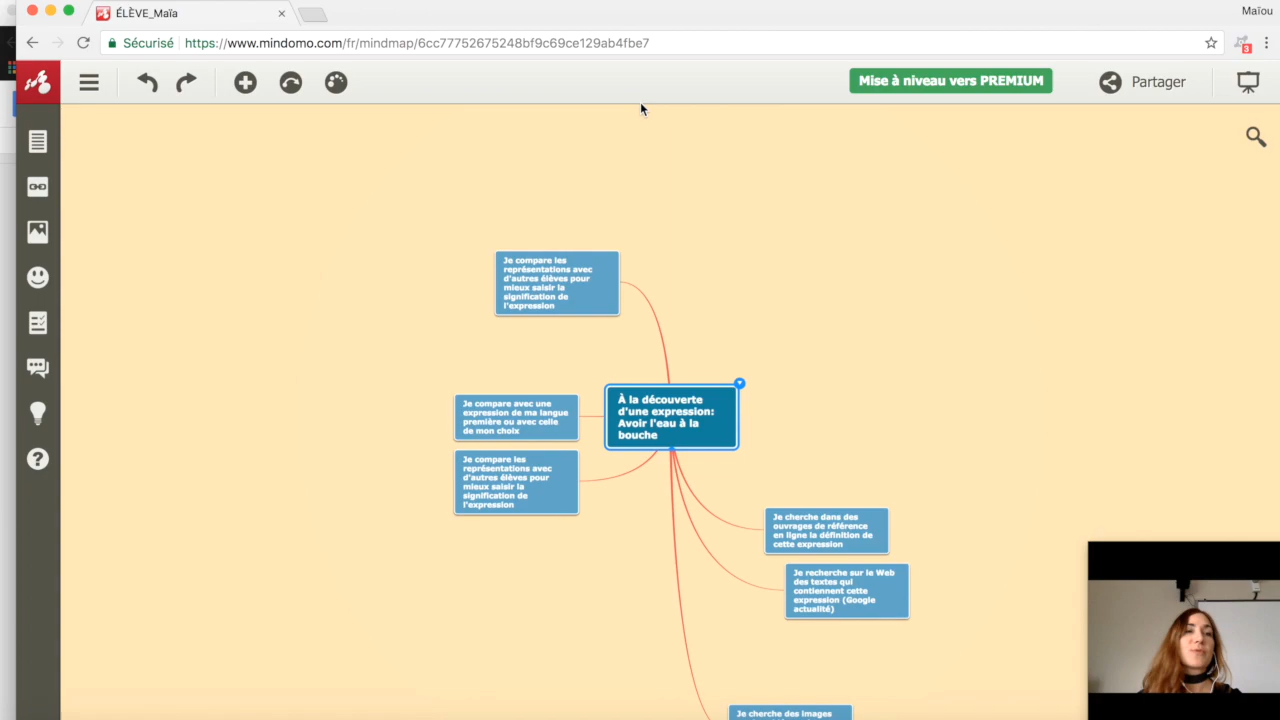 ÉLÈVE_Maïa
Maïou
Sécurisé
https://www.mindomo.com/fr/mindmap/6cc77752675248bf9c69ce129ab4fbe7
3
Mise à niveau vers PREMIUM
Partager
Je compare les
représentations avec
d'autres élèves pour
mieux saisir la
signification de
l'expression
À la découverte
d'une expression:
Avoir l'eau à la
bouche
Je compare avec une
expression de ma langue
première ou avec celle
de mon choix
Je compare les
représentations avec
d'autres élèves pour
mieux saisir la
signification de
l'expression
Je cherche dans des
ouvrages de référence
en ligne la définition de
cette expression
Je recherche sur le Web
des textes qui
contiennent cette
expression (Google
actualité)
Je cherche des images